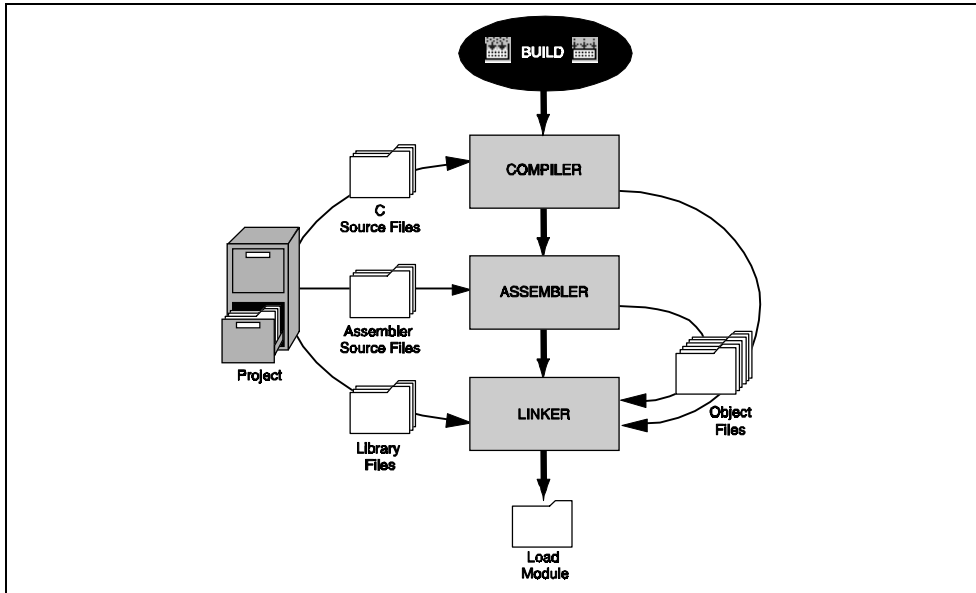 BUILD
COMPILER
C
Source Files
ASSEMBLER
Assembler
Source Files
Project
LINKER
Object
Files
Library
Files
Load
Module